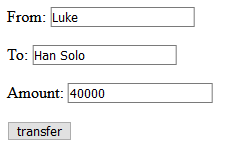 From: Luke
To: Han Solo
Amount: 40000
transfer